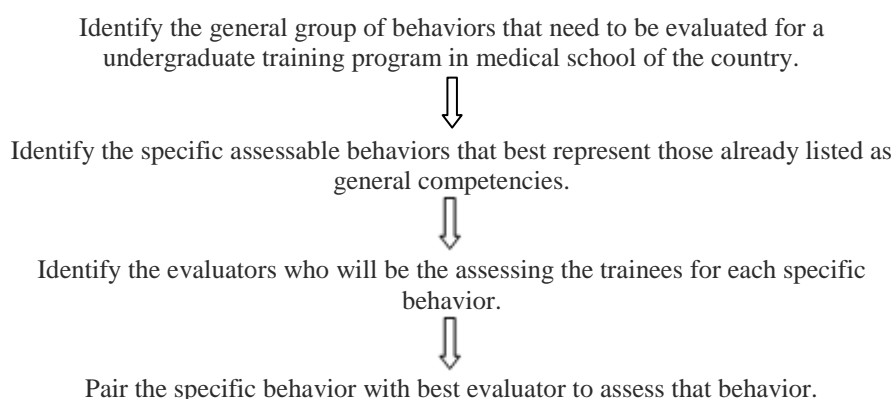 Identify the general group of behaviors that need to be evaluated for a
undergraduate training program in medical school of the country.
Identify the specific assessable behaviors that best represent those already listed as
general competencies.
Identify the evaluators who will be the assessing the trainees for each specific
behavior.
Pair the specific behavior with best evaluator to assess that behavior.